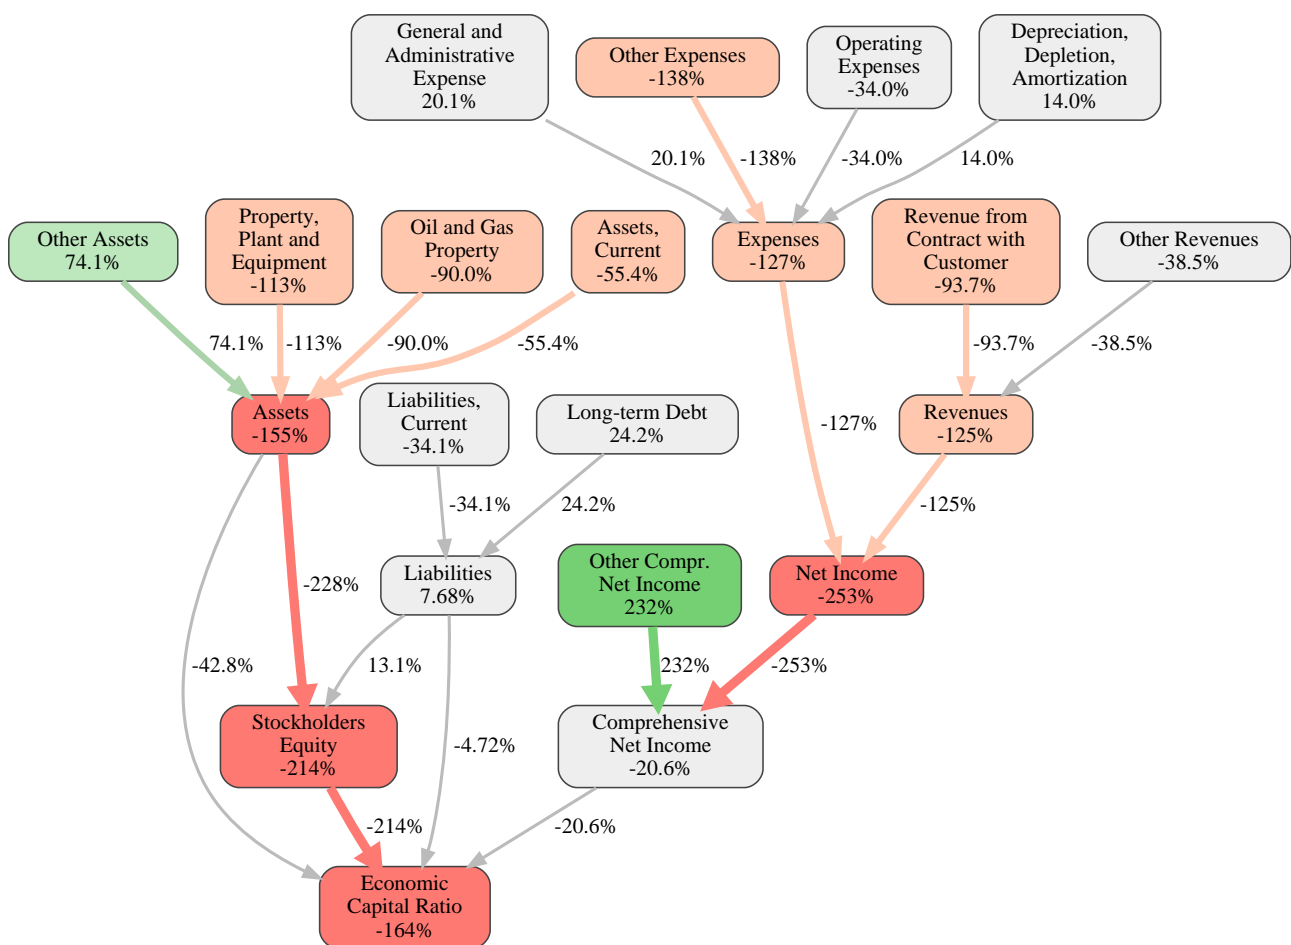 General and
Administrative
Expense
20.1%
Other Expenses
-138%
Operating
Expenses
-34.0%
Depreciation,
Depletion,
Amortization
14.0%
20.1%
-138%
-34.0%
14.0%
Other Assets
74.1%
Property,
Plant and
Equipment
-113%
Oil and Gas
Property
-90.0%
Assets,
Current
-55.4%
Expenses
-127%
Revenue from
Contract with
Customer
-93.7%
Other Revenues
-38.5%
74.1%
-113%
-90.0%
-55.4%
-93.7%
-38.5%
Assets
-155%
Liabilities,
Current
-34.1%
Long-term Debt
24.2%
-127%
Revenues
-125%
-34.1%
24.2%
-125%
-228%
Liabilities
7.68%
Other Compr.
Net Income
232%
Net Income
-253%
-42.8%
13.1%
232%
-253%
Stockholders
Equity
-214%
-4.72%
Comprehensive
Net Income
-20.6%
-214%
-20.6%
Economic
Capital Ratio
-164%